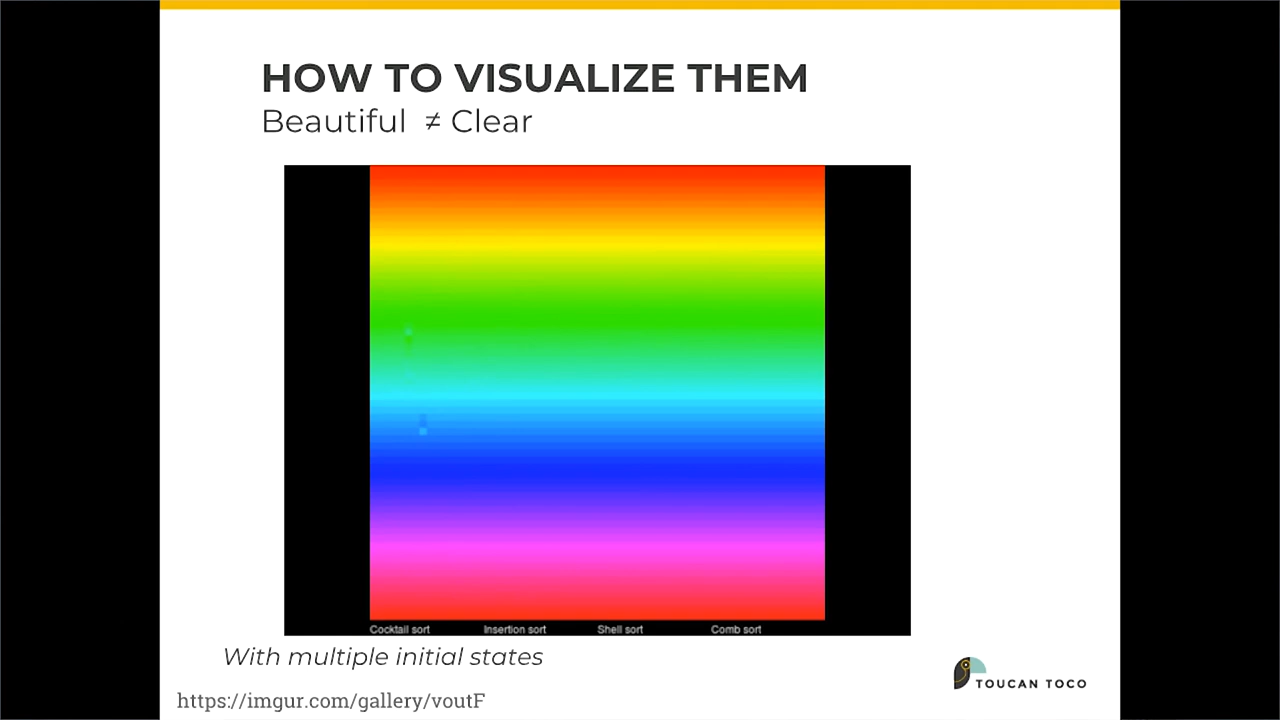 HOW TO VISUALIZE THEM
Beautiful ≠ Clear
Cocktail sort Insertion sort Shell sort Comb sort
With multiple initial states
https://imgur.com/gallery/voutF
TOUCAN TOCO